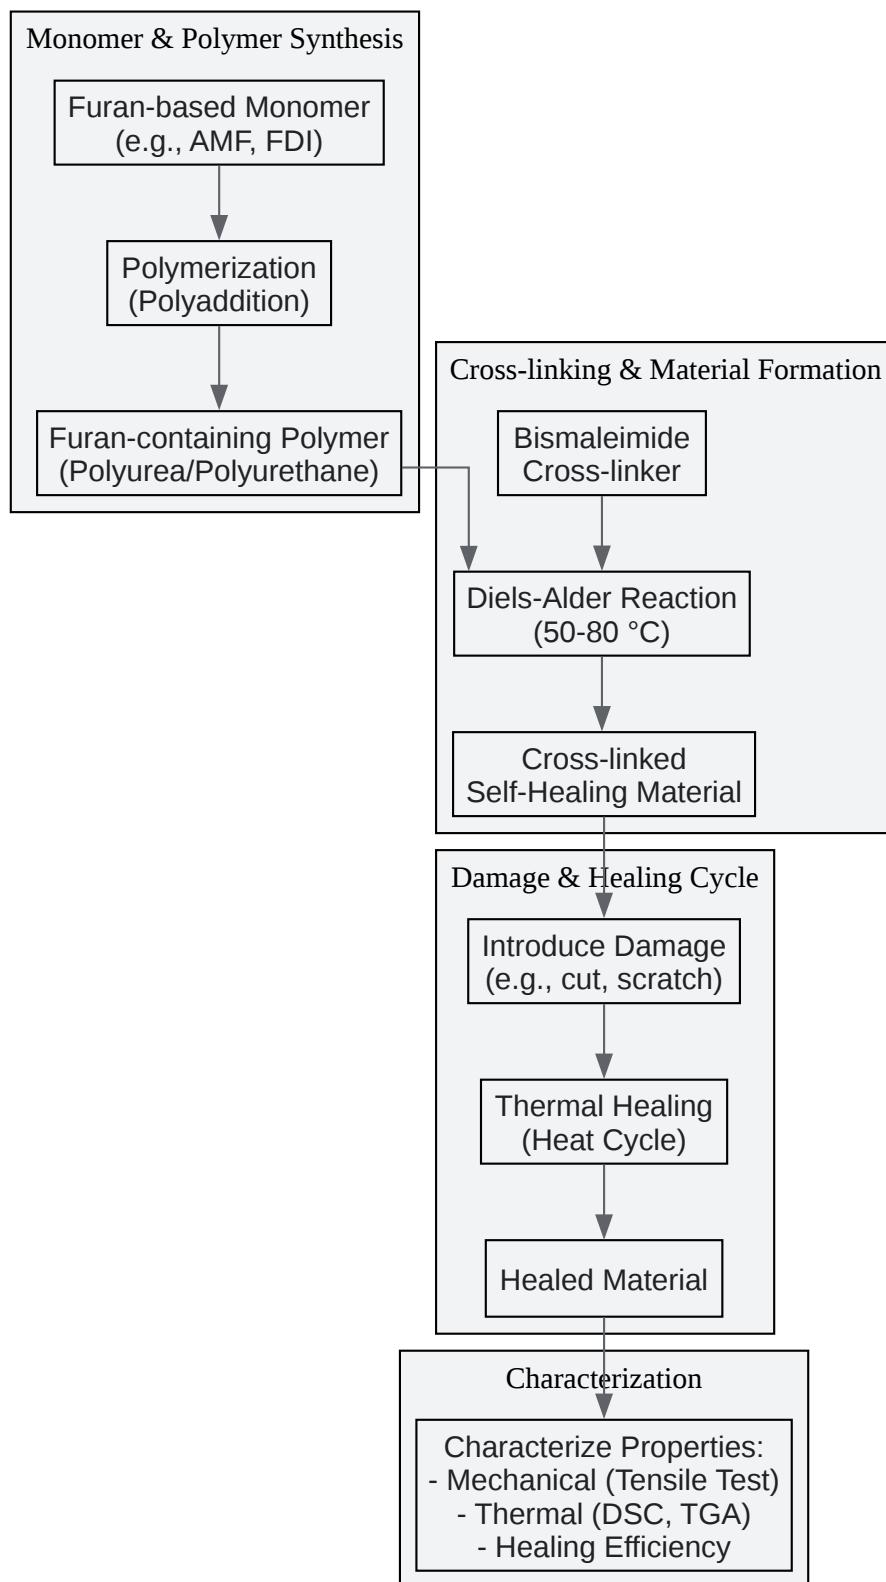 Monomer & Polymer Synthesis
Furan-based Monomer
(e.g., AMF, FDI)
Polymerization
(Polyaddition)
Furan-containing Polymer
(Polyurea/Polyurethane)
Cross-linking & Material Formation
Bismaleimide
Cross-linker
Diels-Alder Reaction
(50-80 °C)
Cross-linked
Self-Healing Material
Damage & Healing Cycle
Introduce Damage
(e.g., cut, scratch)
Thermal Healing
(Heat Cycle)
Healed Material
Characterization
Characterize Properties:
- Mechanical (Tensile Test)
- Thermal (DSC, TGA)
- Healing Efficiency